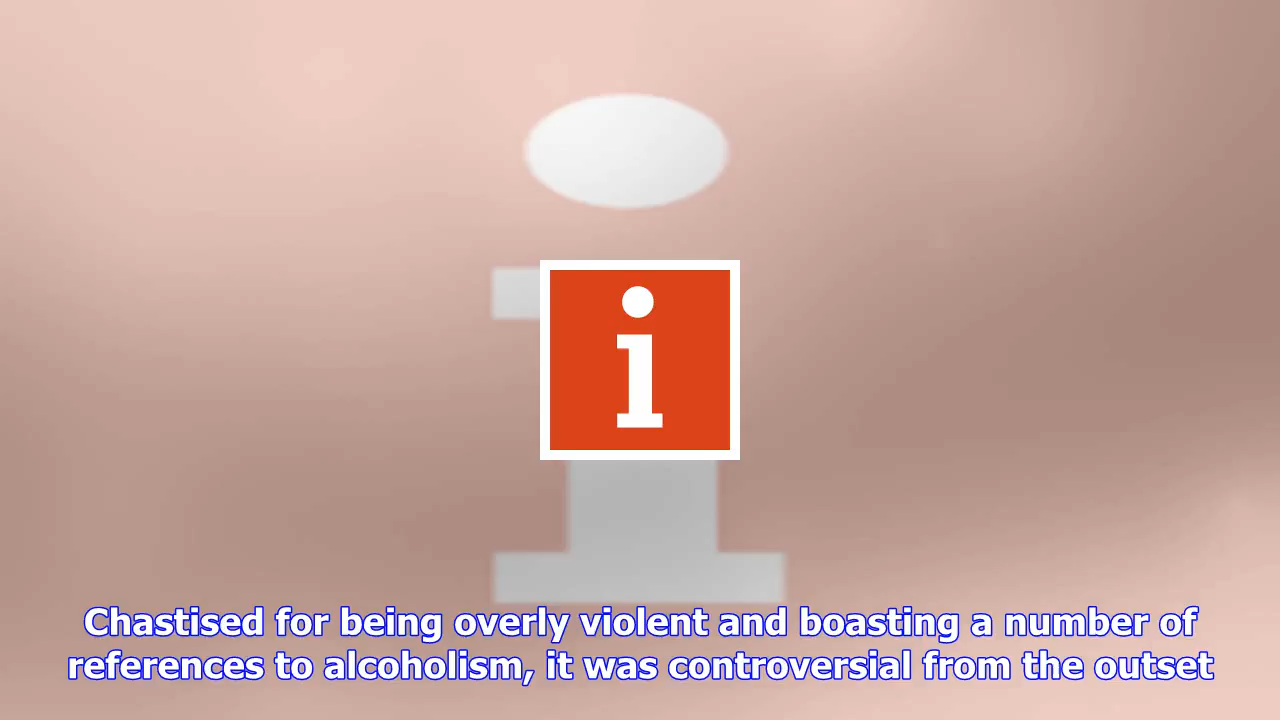 i
Chastised for being overly violent and boasting a number of
references to alcoholism, it was controversial from the outset